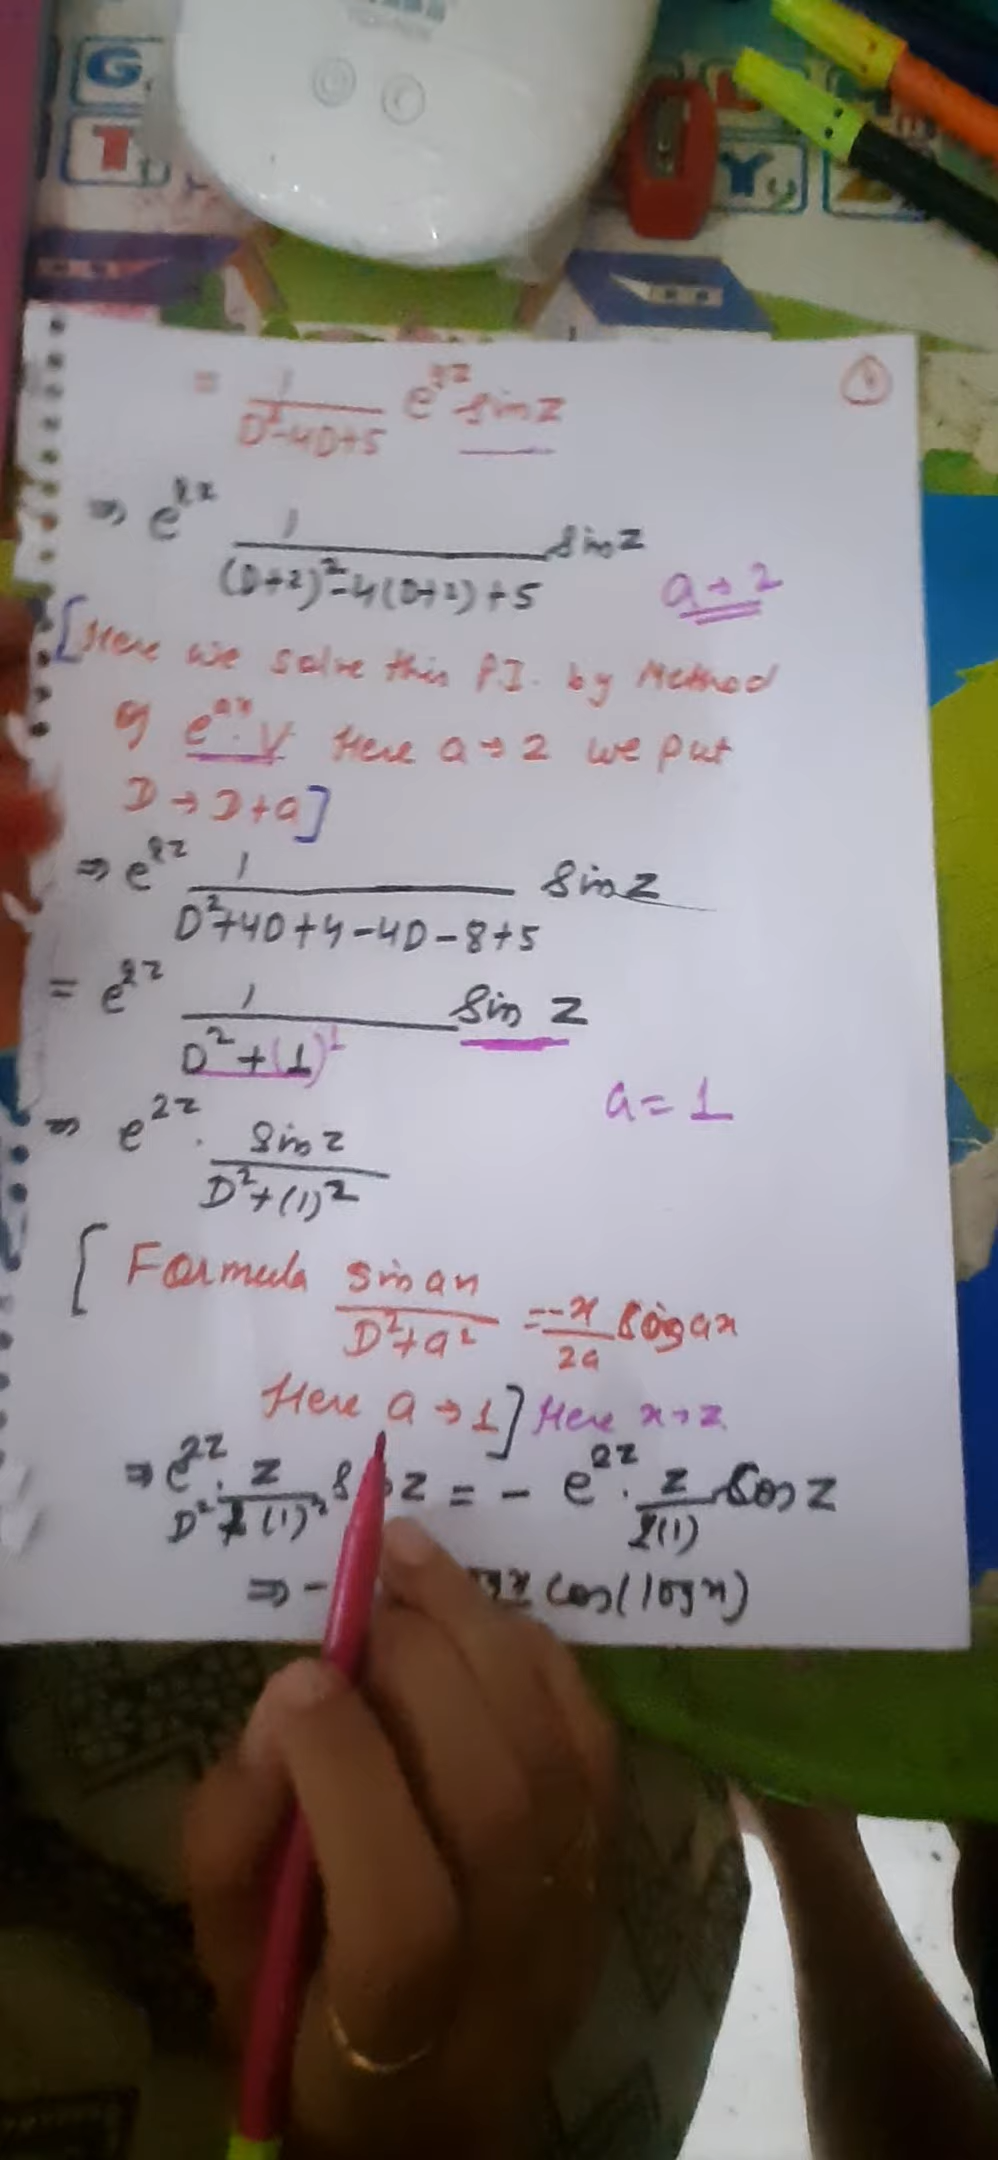 G
T
Y
①
= 1/(D²-4D+5) e^{2z} sin z
⇒ e^{2z} 1/((D+2)²-4(D+2)+5) sin z
a→2
[Here we solve this P.I. by Method
of e^{ax}.V Here a→2 we put
D→D+a]
⇒ e^{2z} 1/(D²+4D+4-4D-8+5) sin z
= e^{2z} 1/(D²+(1)²) sin z
a=1
⇒ e^{2z}. sin z/(D²+(1)²)
[Formula sin ax/(D²+a²) = -x/2a cos ax
Here a→1] Here x→z
⇒ e^{2z}. z = - e^{2z}. z/2(1) cos z
⇒ - cos(log x)